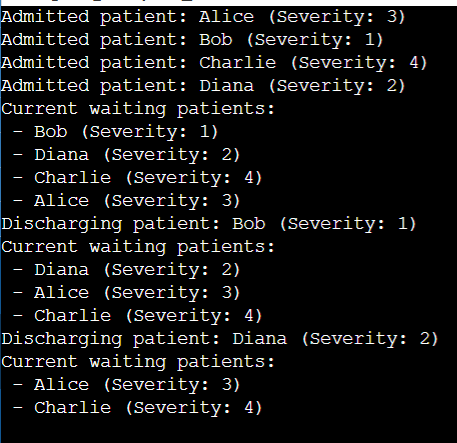 Admitted patient: Alice (Severity: 3)
Admitted patient: Bob (Severity: 1)
Admitted patient: Charlie (Severity: 4)
Admitted patient: Diana (Severity: 2)
Current waiting patients:
- Bob (Severity: 1)
- Diana (Severity: 2)
- Charlie (Severity: 4)
- Alice (Severity: 3)
Discharging patient: Bob (Severity: 1)
Current waiting patients:
- Diana (Severity: 2)
- Alice (Severity: 3)
- Charlie (Severity: 4)
Discharging patient: Diana (Severity: 2)
Current waiting patients:
- Alice (Severity: 3)
- Charlie (Severity: 4)